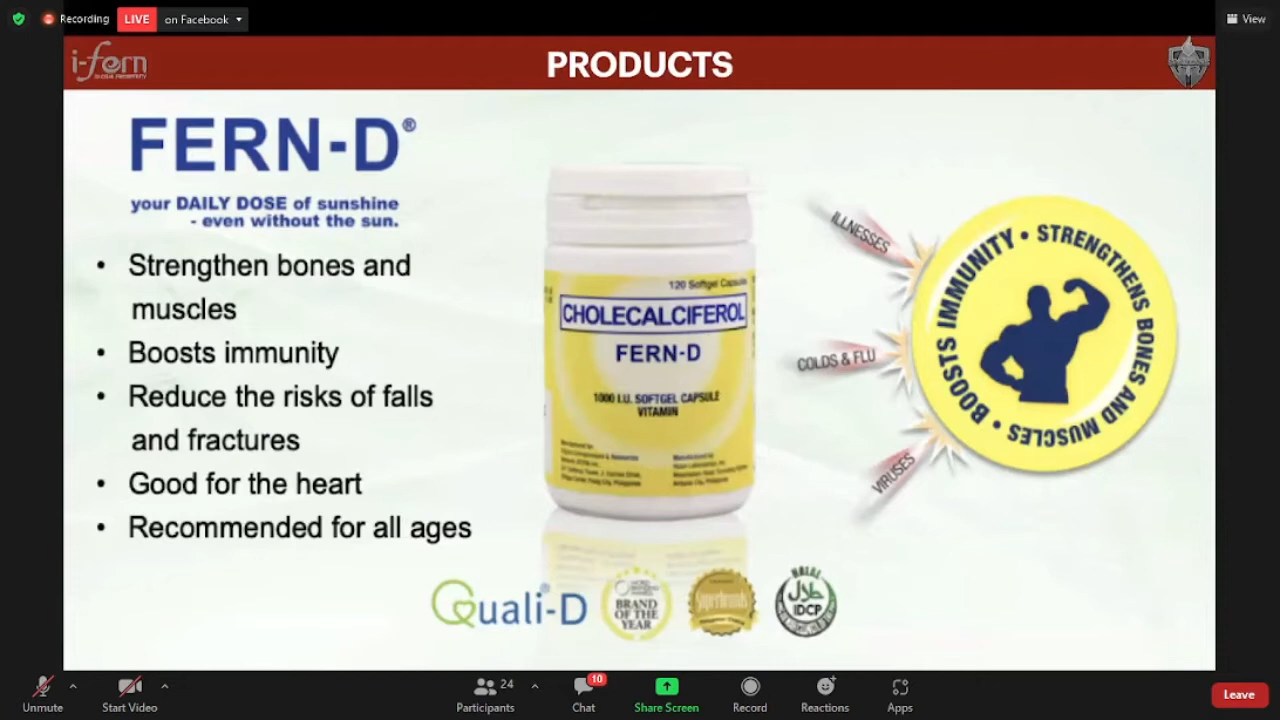 Recording
LIVE
on Facebook
View
i-fern
PRODUCTS
FERN-D®
your DAILY DOSE of sunshine
- even without the sun.
• Strengthen bones and
muscles
• Boosts immunity
• Reduce the risks of falls
and fractures
• Good for the heart
• Recommended for all ages
120 Softgel Capsules
CHOLECALCIFEROL
FERN-D
1000 I.U. SOFTGEL CAPSULE
VITAMIN
ILLNESSES
COLDS & FLU
VIRUSES
• BOOSTS IMMUNITY • STRENGTHENS BONES AND MUSCLES
Quali-D
BRAND
OF THE
YEAR
Superbrands
HALAL
حلال
IDCP
Unmute
Start Video
24
Participants
10
Chat
Share Screen
Record
Reactions
Apps
Leave